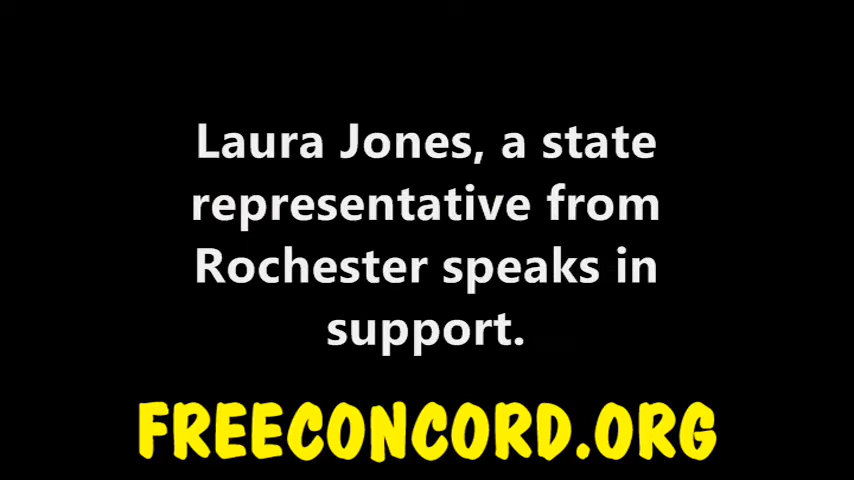 Laura Jones, a state
representative from
Rochester speaks in
support.
FREECONCORD.ORG